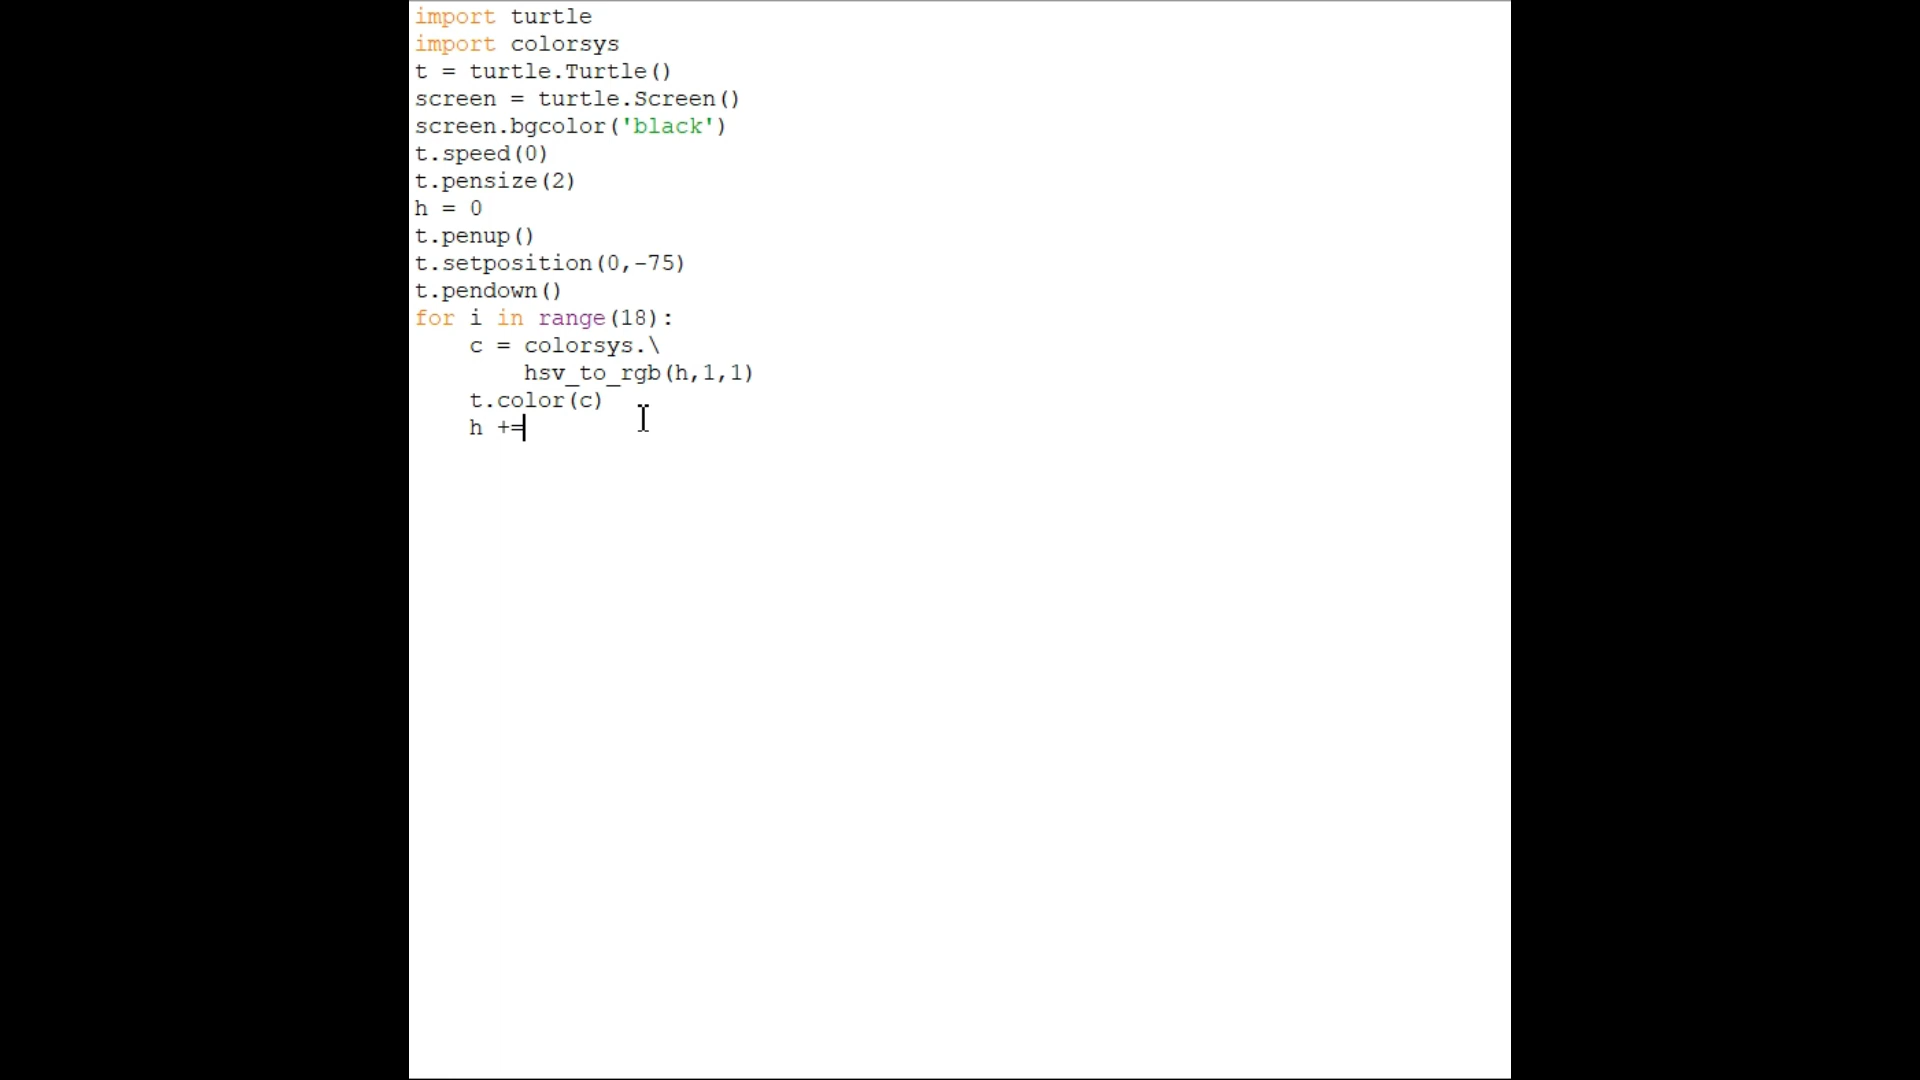 import turtle
import colorsys
t = turtle.Turtle()
screen = turtle.Screen()
screen.bgcolor('black')
t.speed(0)
t.pensize(2)
h = 0
t.penup()
t.setposition(0,-75)
t.pendown()
for i in range(18):
    c = colorsys.\
        hsv_to_rgb(h,1,1)
    t.color(c)
    h +=